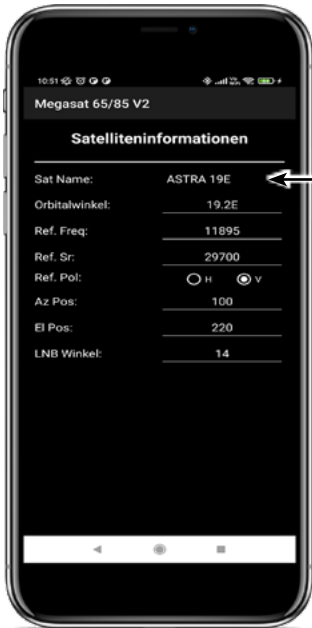 10:51
Megasat 65/85 V2
Satelliteninformationen
Sat Name: ASTRA 19E
Orbitalwinkel: 19.2E
Ref. Freq: 11895
Ref. Sr: 29700
Ref. Pol: H V
Az Pos: 100
El Pos: 220
LNB Winkel: 14